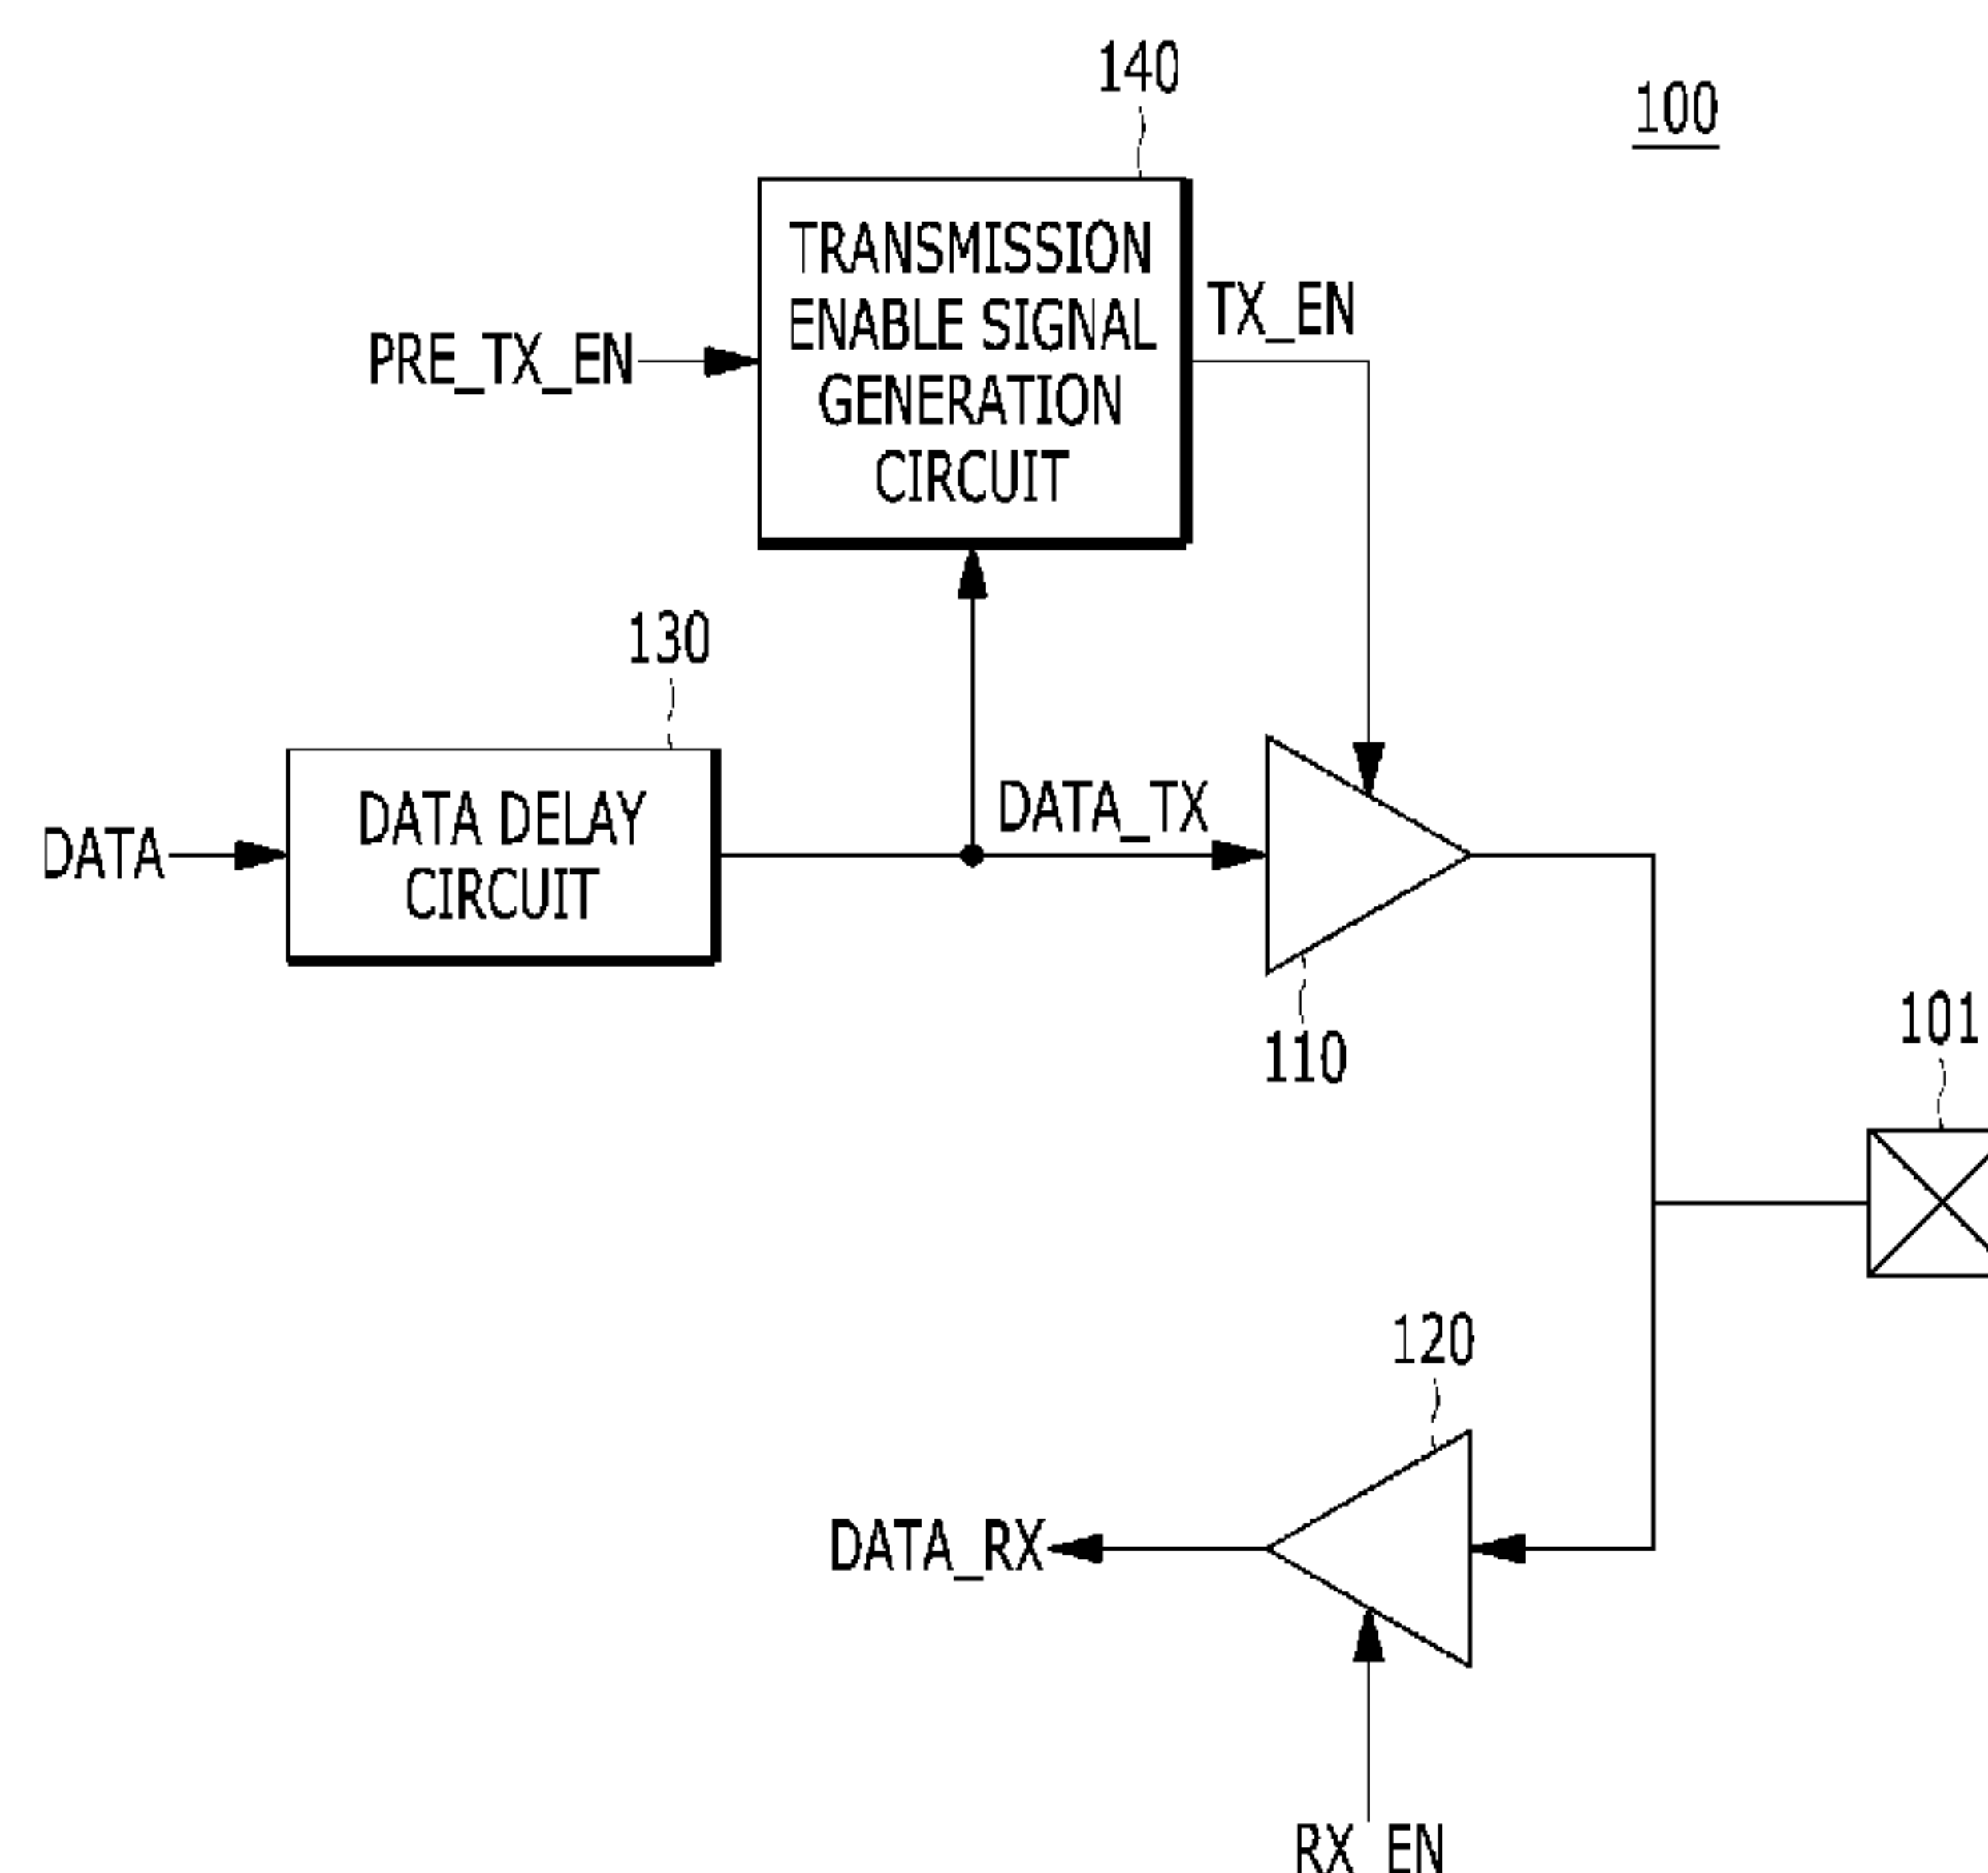 140
100
TRANSMISSION
ENABLE SIGNAL
GENERATION
CIRCUIT
TX_EN
PRE_TX_EN
130
DATA DELAY
CIRCUIT
DATA_TX
DATA
110
101
120
DATA_RX
RX_EN